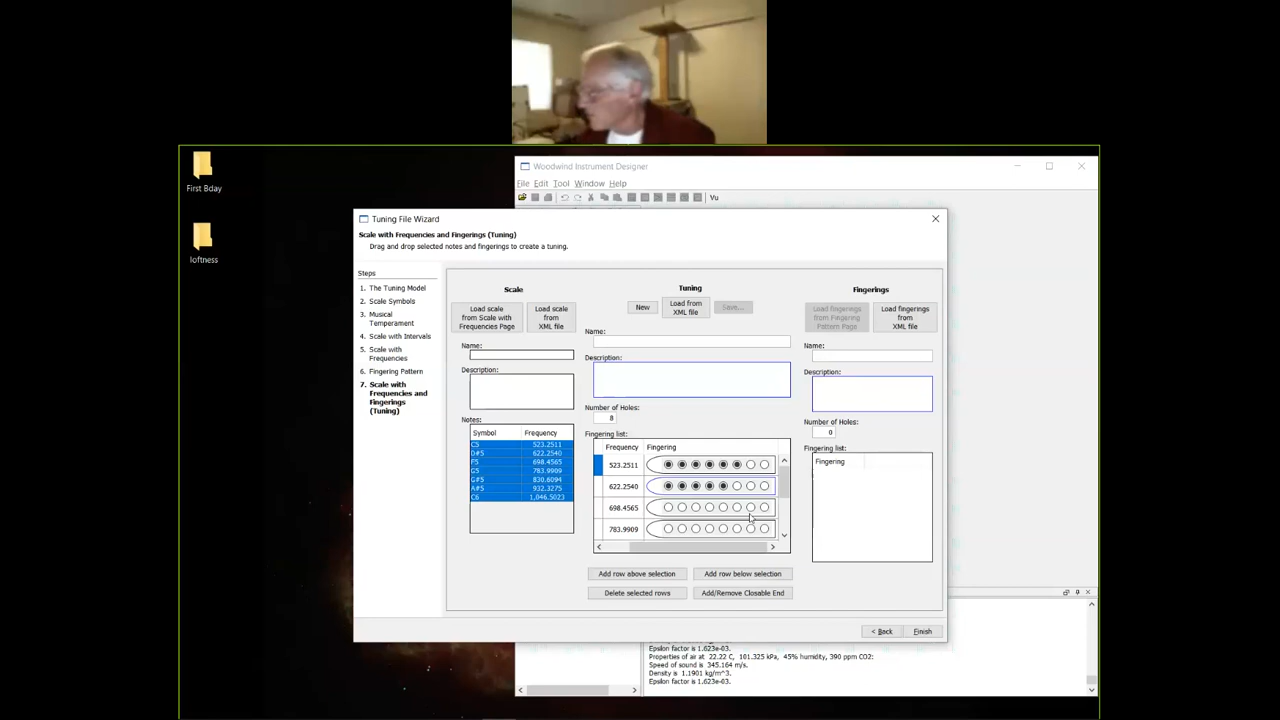 First Bday
loftness
Woodwind Instrument Designer
File Edit Tool Window Help
Vu
Tuning File Wizard
Scale with Frequencies and Fingerings (Tuning)
Drag and drop selected notes and fingerings to create a tuning.
Steps
1. The Tuning Model
2. Scale Symbols
3. Musical
Temperament
4. Scale with Intervals
5. Scale with
Frequencies
6. Fingering Pattern
7. Scale with
Frequencies and
Fingerings
(Tuning)
Scale
Load scale
from Scale with
Frequencies Page
Load scale
from
XML file
Name:
Description:
Notes:
Symbol Frequency
C5 523.2511
D#5 622.2540
F5 698.4565
G5 783.9909
G#5 830.6094
A#5 932.3275
C6 1,046.5023
Tuning
New
Load from
XML file
Save...
Name:
Description:
Number of Holes:
8
Fingering list:
Frequency Fingering
523.2511
622.2540
698.4565
783.9909
Add row above selection
Add row below selection
Delete selected rows
Add/Remove Closable End
Fingerings
Load fingerings
from Fingering
Pattern Page
Load fingerings
from
XML file
Name:
Description:
Number of Holes:
0
Fingering list:
Fingering
< Back
Finish
Epsilon factor is 1.623e-03.
Properties of air at 22.22 C, 101.325 kPa, 45% humidity, 390 ppm CO2:
Speed of sound is 345.164 m/s.
Density is 1.1901 kg/m^3.
Epsilon factor is 1.623e-03.